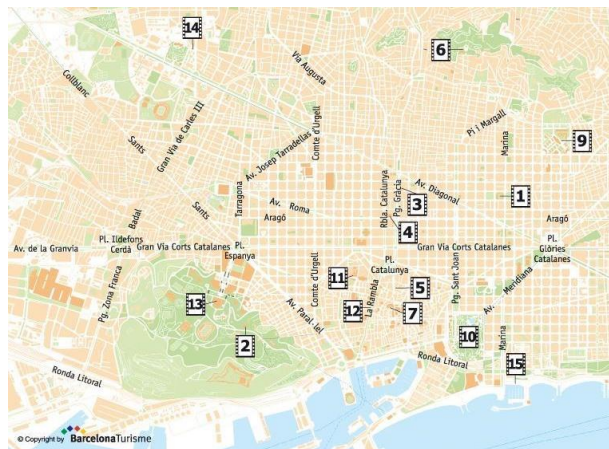 14
Via Augusta
6
Collblanc
Gran Via de Carles III
Comte d'Urgell
Pi i Margall
Marina
9
Sants
Av. Josep Tarradellas
Av. Diagonal
1
Tarragona
Rbla. Catalunya
Pg. Gràcia
3
Badal
Sants
Av. Roma
Aragó
Aragó
4
Av. de la Granvia
Pl. Ildefons
Cerdà
Gran Via Corts Catalanes
Pl.
Espanya
Gran Via Corts Catalanes
Pl.
Glòries
Catalanes
Pl.
Catalunya
Pg. Sant Joan
11
5
Comte d'Urgell
La Rambla
Av. Meridiana
Pg. Zona Franca
13
Av. Paral·lel
12
7
2
10
Marina
Ronda Litoral
15
Ronda Litoral
© Copyright by BarcelonaTurisme